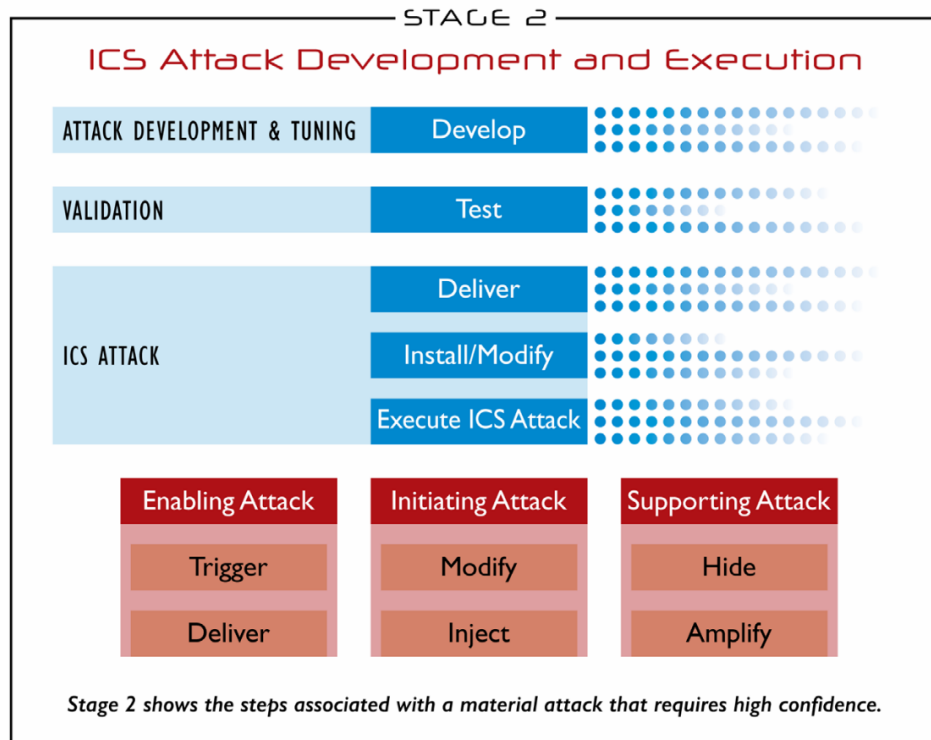 STAGE 2
ICS Attack Development and Execution
ATTACK DEVELOPMENT & TUNING
Develop
VALIDATION
Test
ICS ATTACK
Deliver
Install/Modify
Execute ICS Attack
Enabling Attack
Trigger
Deliver
Initiating Attack
Modify
Inject
Supporting Attack
Hide
Amplify
Stage 2 shows the steps associated with a material attack that requires high confidence.